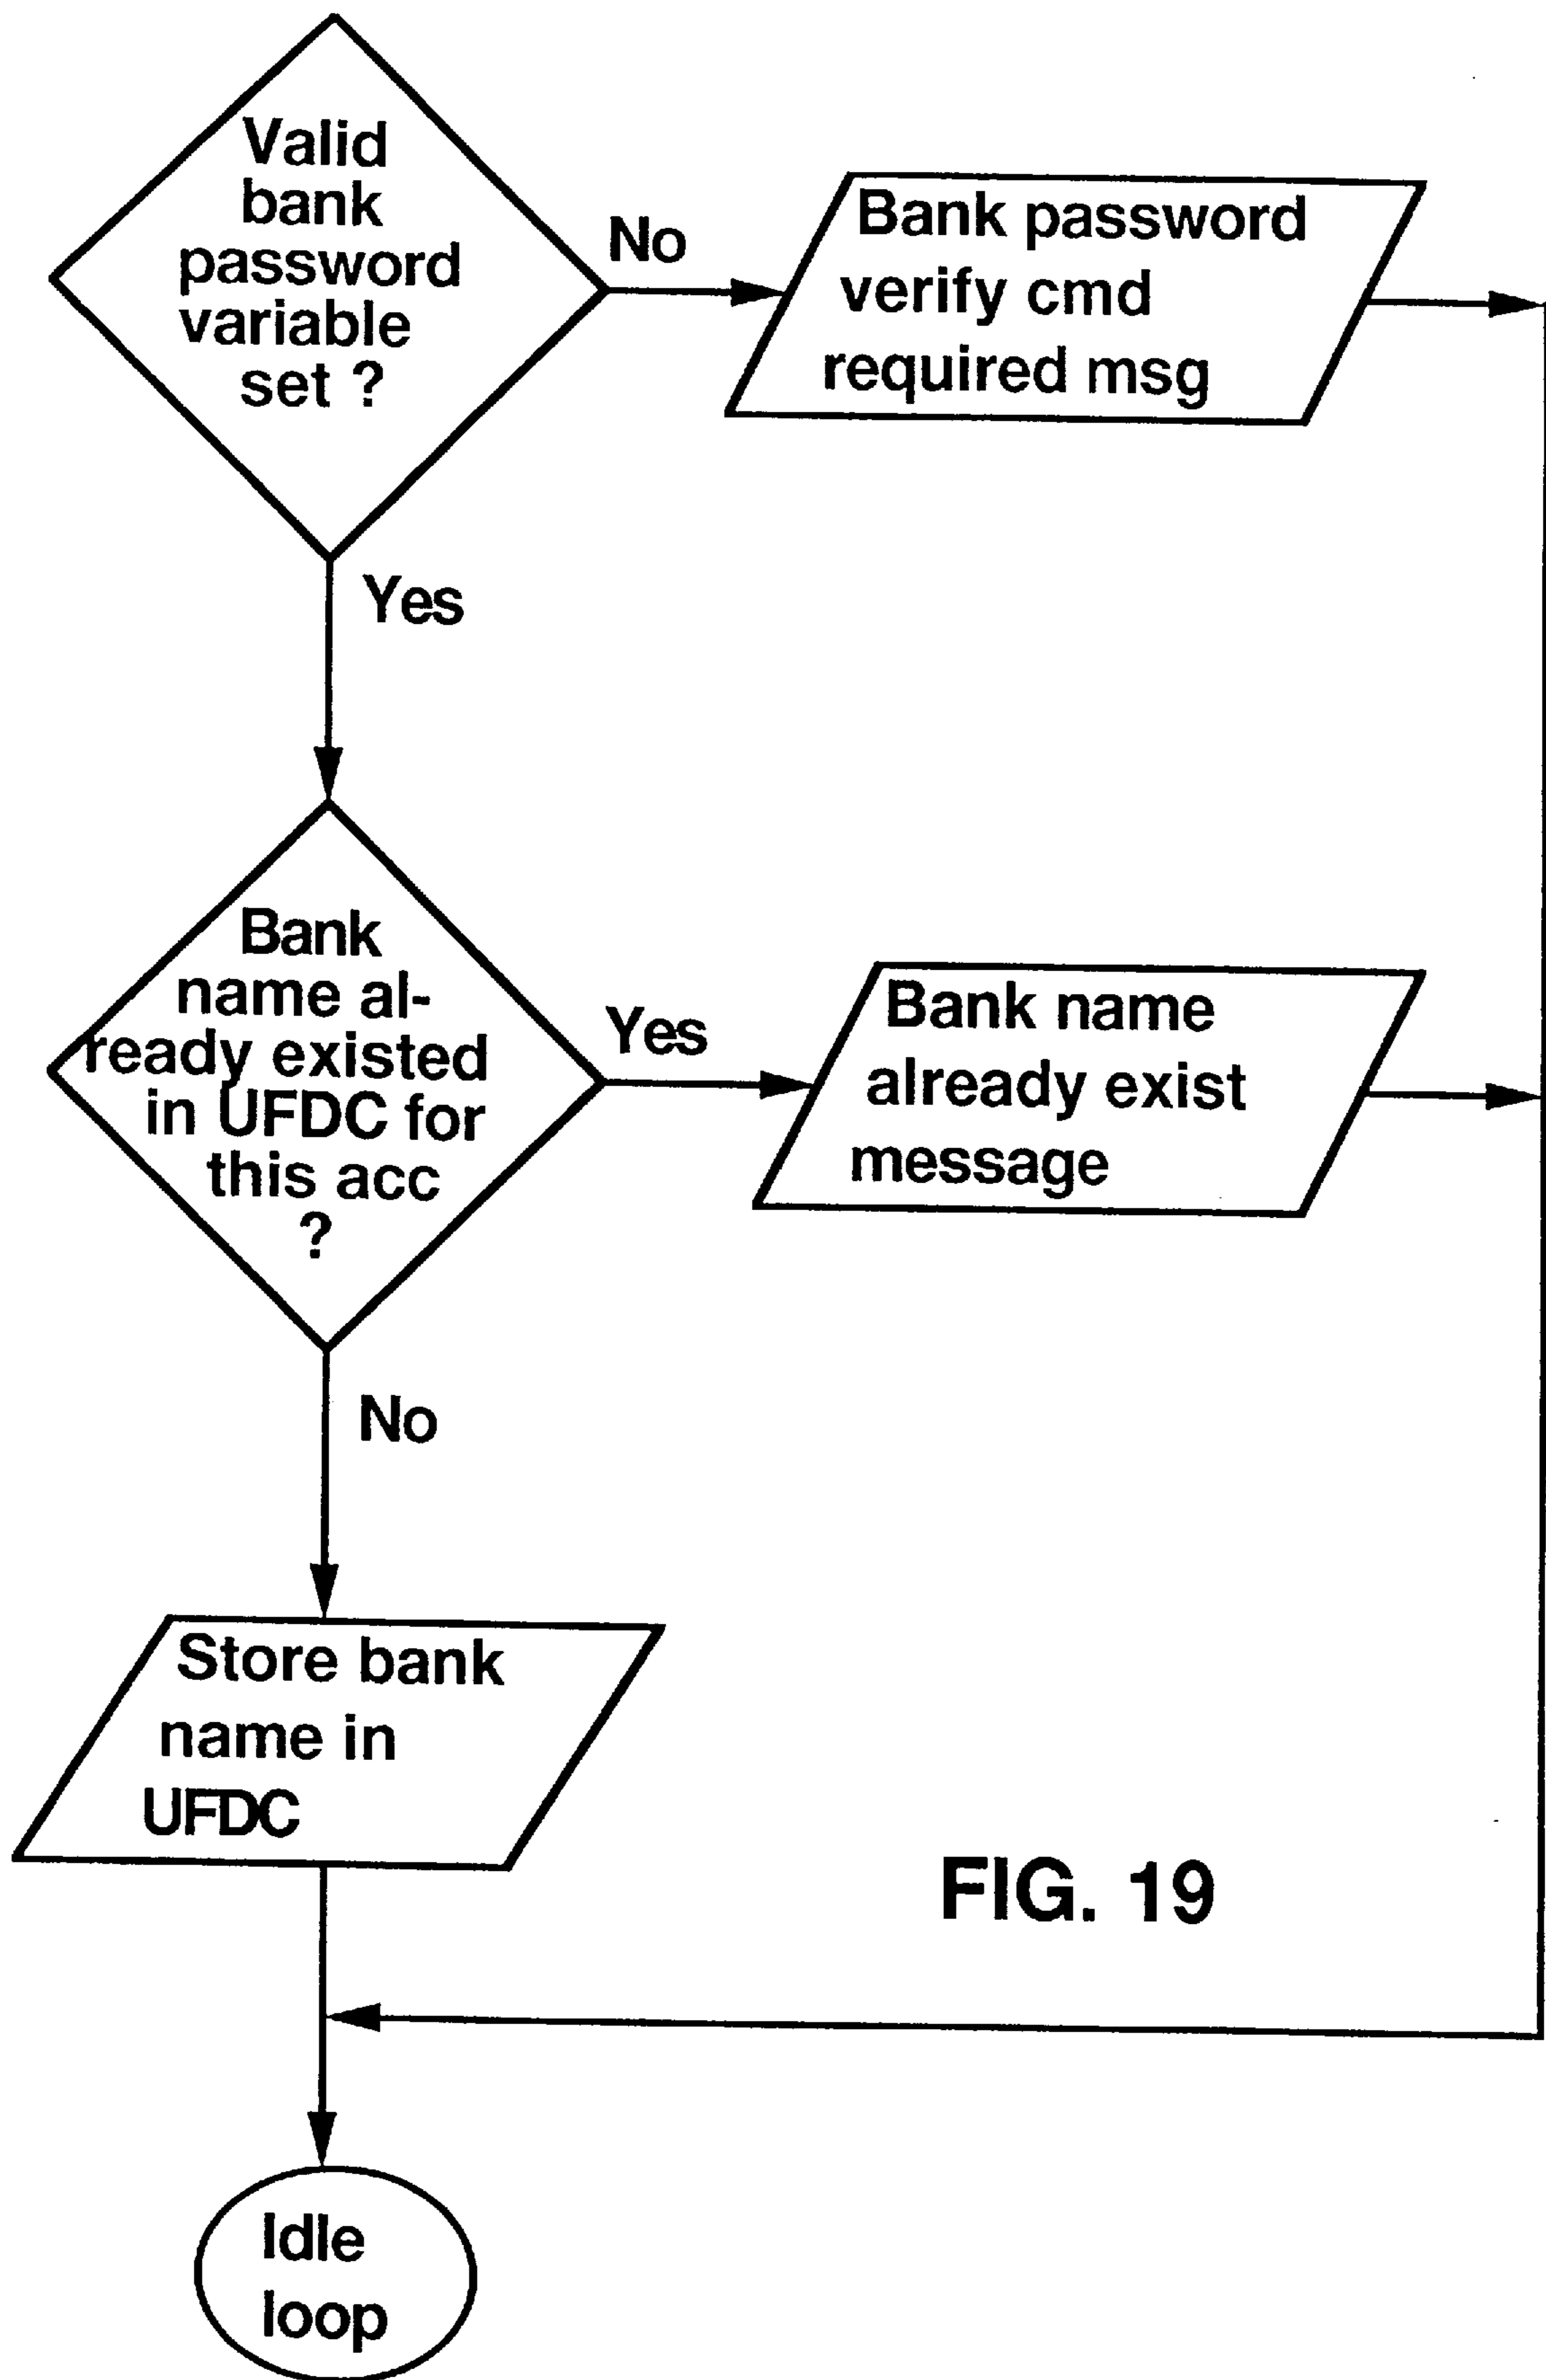 Valid
bank
password
variable
set ?
No
Bank password
verify cmd
required msg
Yes
Bank
name al-
ready existed
in UFDC for
this acc
?
Yes
Bank name
already exist
message
No
Store bank
name in
UFDC
FIG. 19
Idle
loop